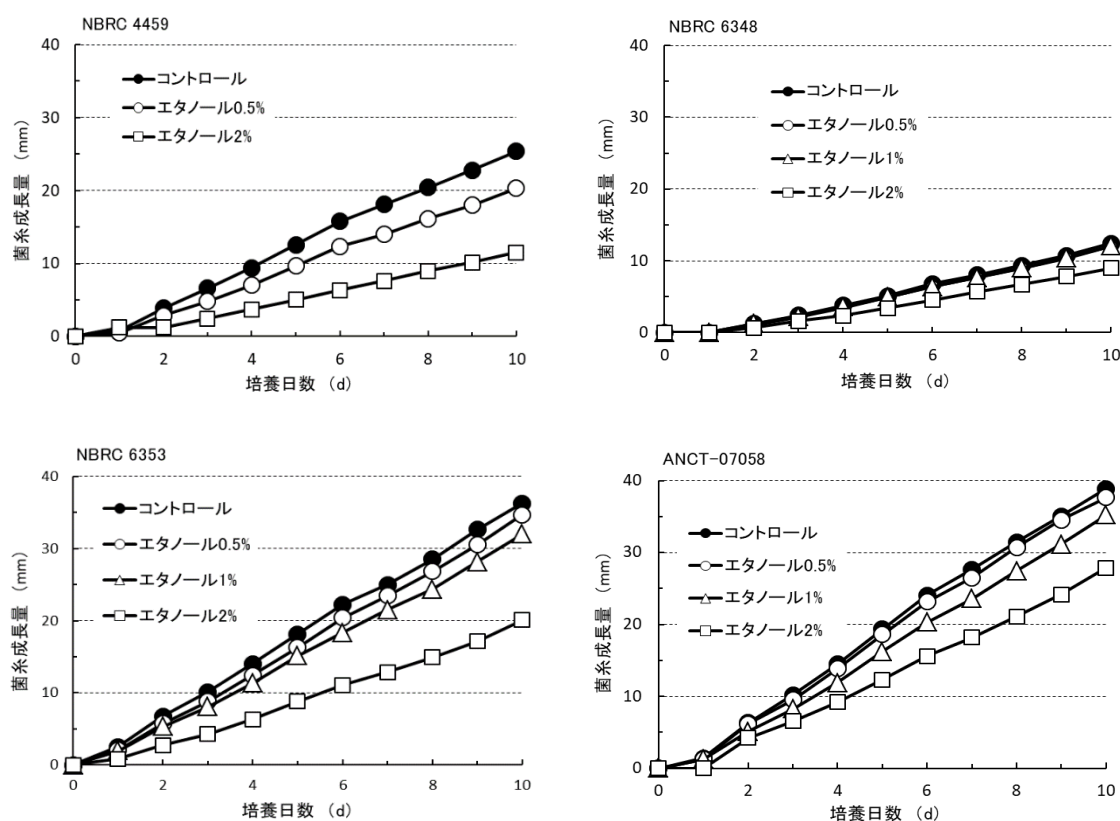 NBRC 4459
菌糸成長量 (mm)
40
30
20
10
0
コントロール
エタノール0.5%
エタノール2%
0 2 4 6 8 10
培養日数 (d)
NBRC 6348
菌糸成長量 (mm)
40
30
20
10
0
コントロール
エタノール0.5%
エタノール1%
エタノール2%
0 2 4 6 8 10
培養日数 (d)
NBRC 6353
菌糸成長量 (mm)
40
30
20
10
0
コントロール
エタノール0.5%
エタノール1%
エタノール2%
0 2 4 6 8 10
培養日数 (d)
ANCT-07058
菌糸成長量 (mm)
40
30
20
10
0
コントロール
エタノール0.5%
エタノール1%
エタノール2%
0 2 4 6 8 10
培養日数 (d)